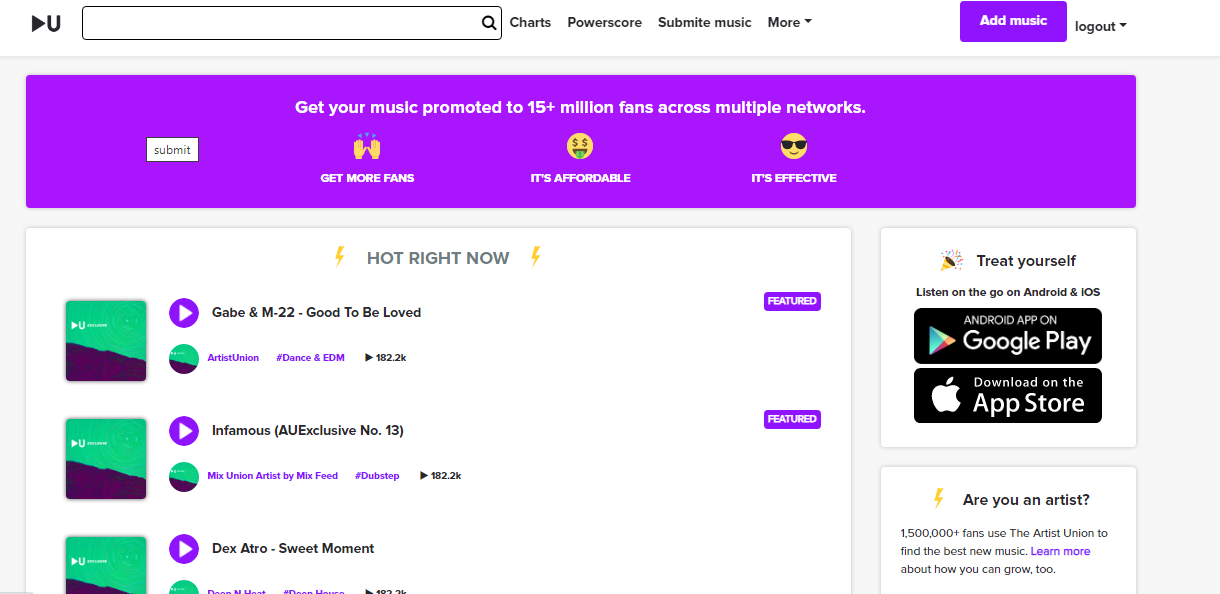 U
Charts Powerscore Submite music More
Add music
logout
Get your music promoted to 15+ million fans across multiple networks.
submit
GET MORE FANS
IT'S AFFORDABLE
IT'S EFFECTIVE
HOT RIGHT NOW
Gabe & M-22 - Good To Be Loved
FEATURED
ArtistUnion #Dance & EDM 182.2k
Infamous (AUExclusive No. 13)
FEATURED
Mix Union Artist by Mix Feed #Dubstep 182.2k
Dex Atro - Sweet Moment
Deep N Heat #Deep House 182.2k
Treat yourself
Listen on the go on Android & iOS
ANDROID APP ON
Google Play
Download on the
App Store
Are you an artist?
1,500,000+ fans use The Artist Union to
find the best new music. Learn more
about how you can grow, too.